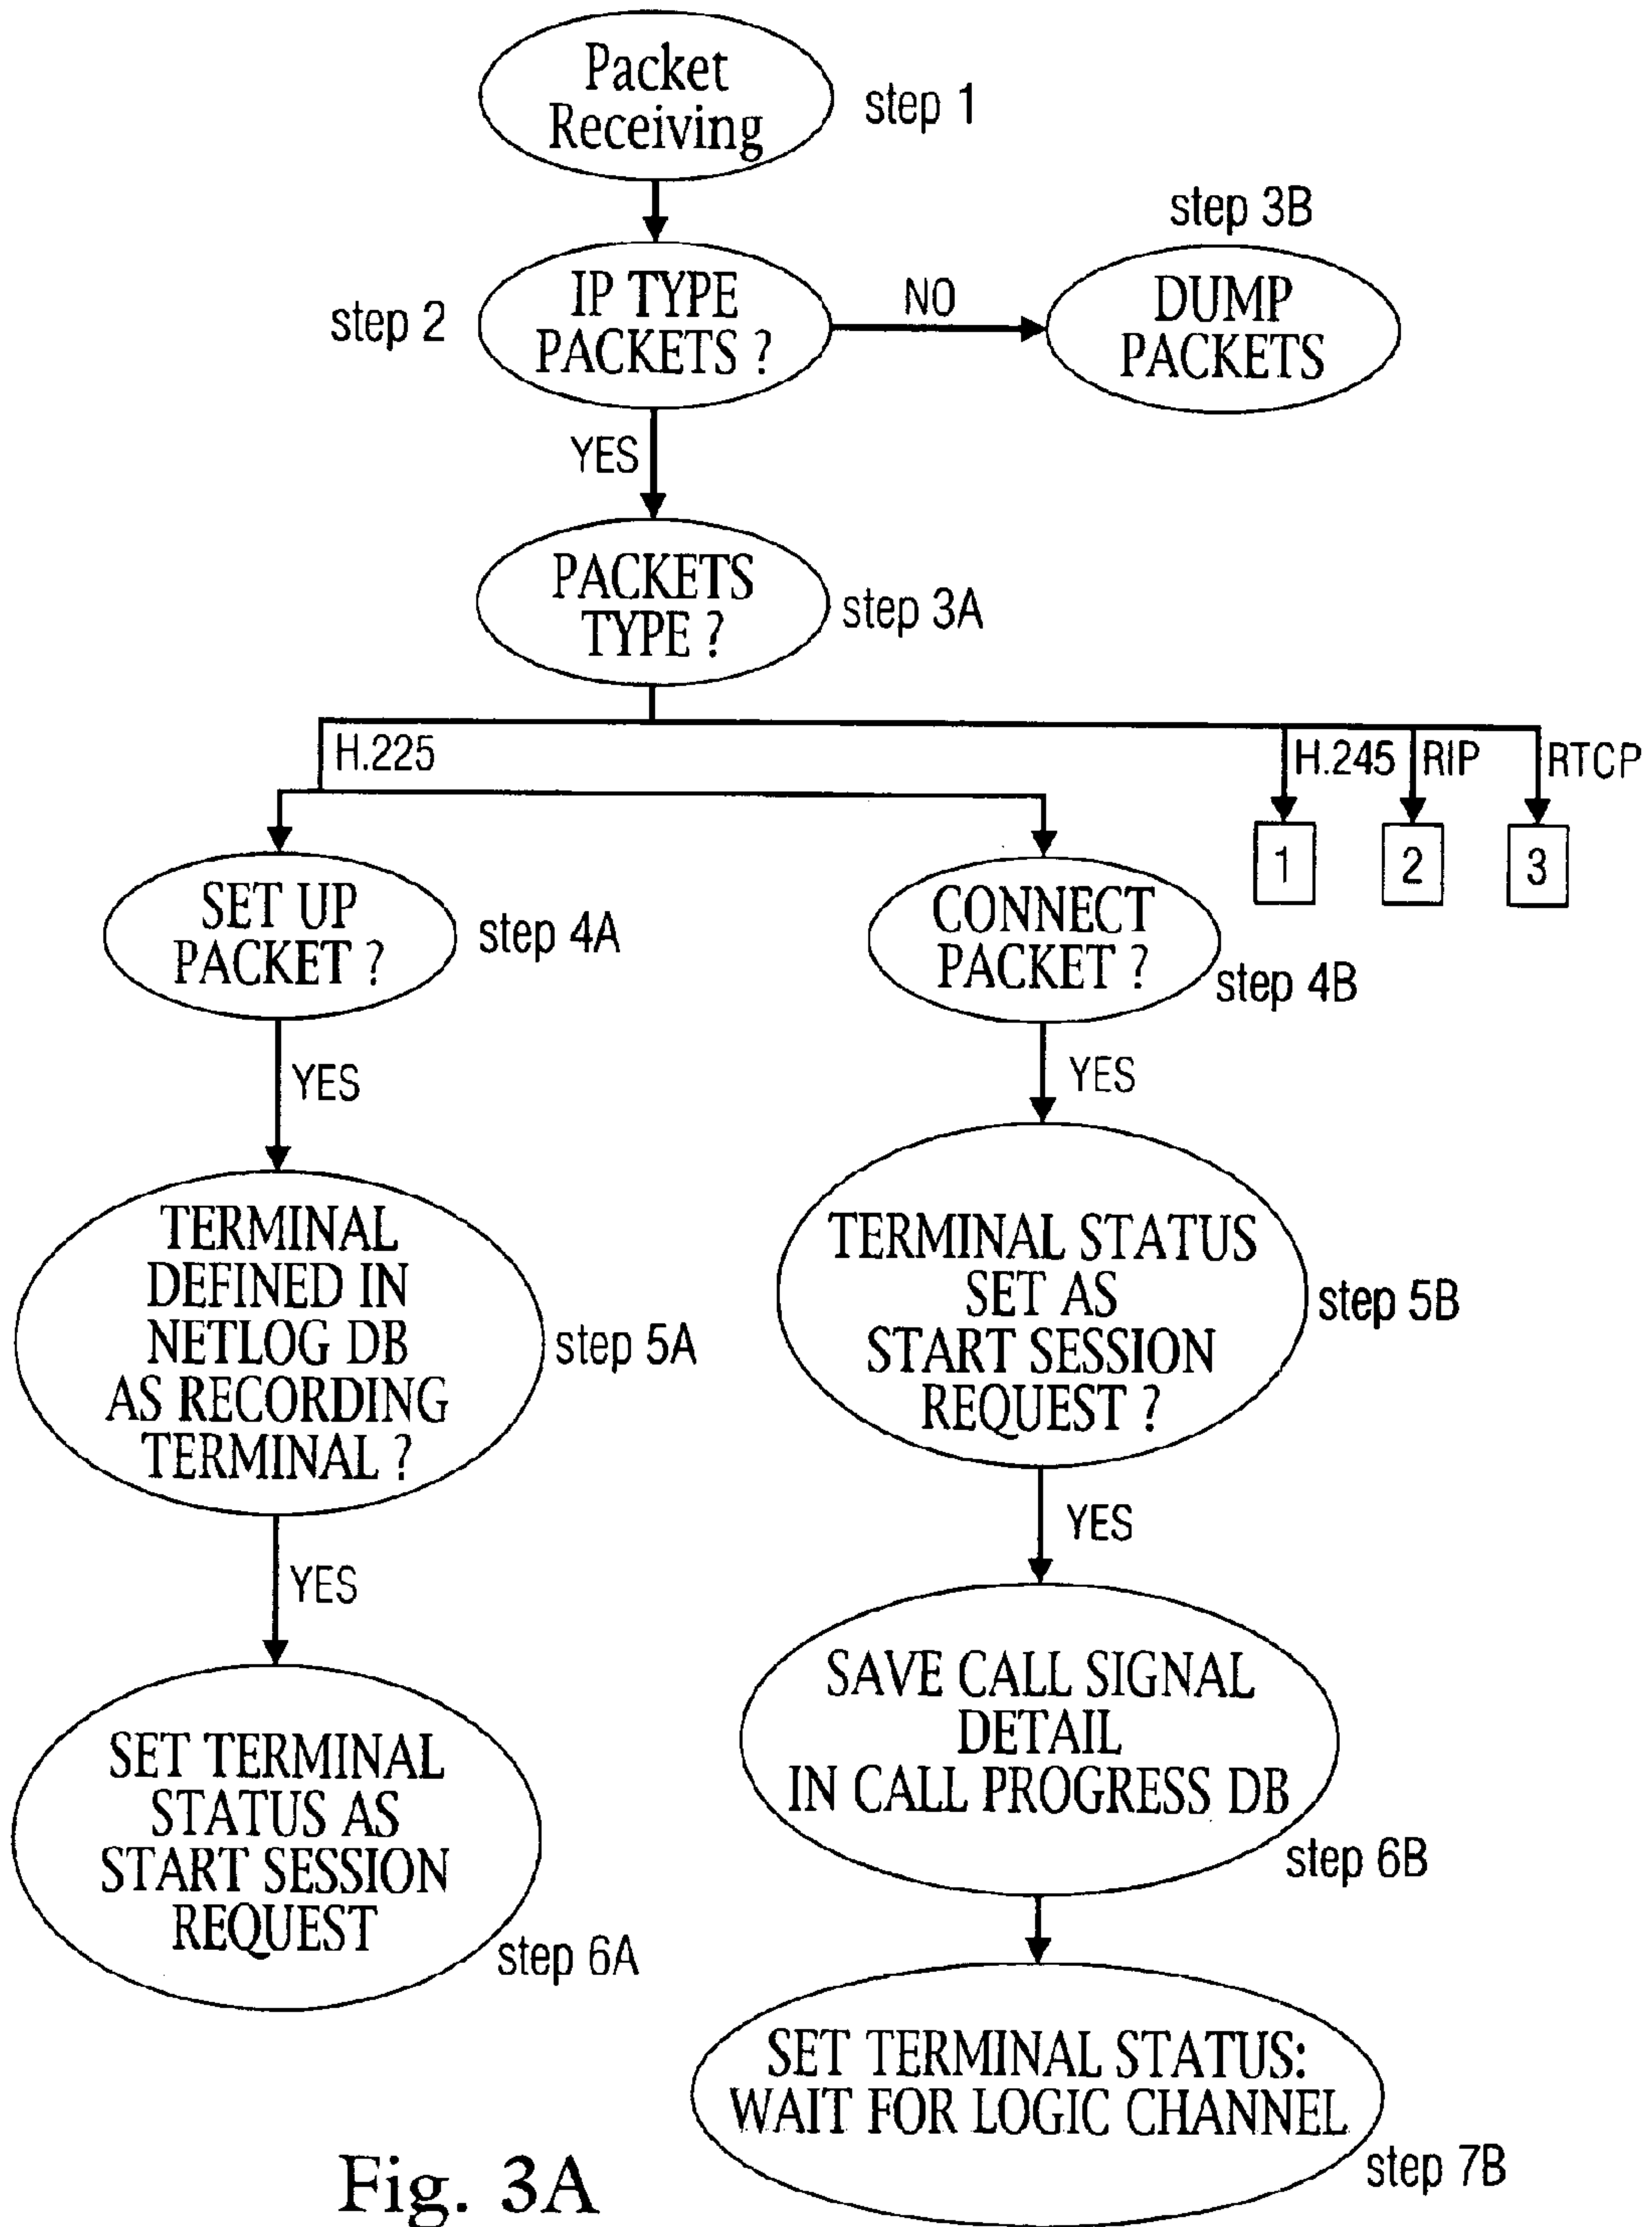 Packet
Receiving
step 1
step 3B
step 2
IP TYPE
PACKETS ?
NO
DUMP
PACKETS
YES
PACKETS
TYPE ?
step 3A
H.225
H.245
RIP
RTCP
1
2
3
SET UP
PACKET ?
step 4A
CONNECT
PACKET ?
step 4B
YES
YES
TERMINAL
DEFINED IN
NETLOG DB
AS RECORDING
TERMINAL ?
step 5A
TERMINAL STATUS
SET AS
START SESSION
REQUEST ?
step 5B
YES
YES
SET TERMINAL
STATUS AS
START SESSION
REQUEST
step 6A
SAVE CALL SIGNAL
DETAIL
IN CALL PROGRESS DB
step 6B
SET TERMINAL STATUS:
WAIT FOR LOGIC CHANNEL
step 7B
Fig. 3A